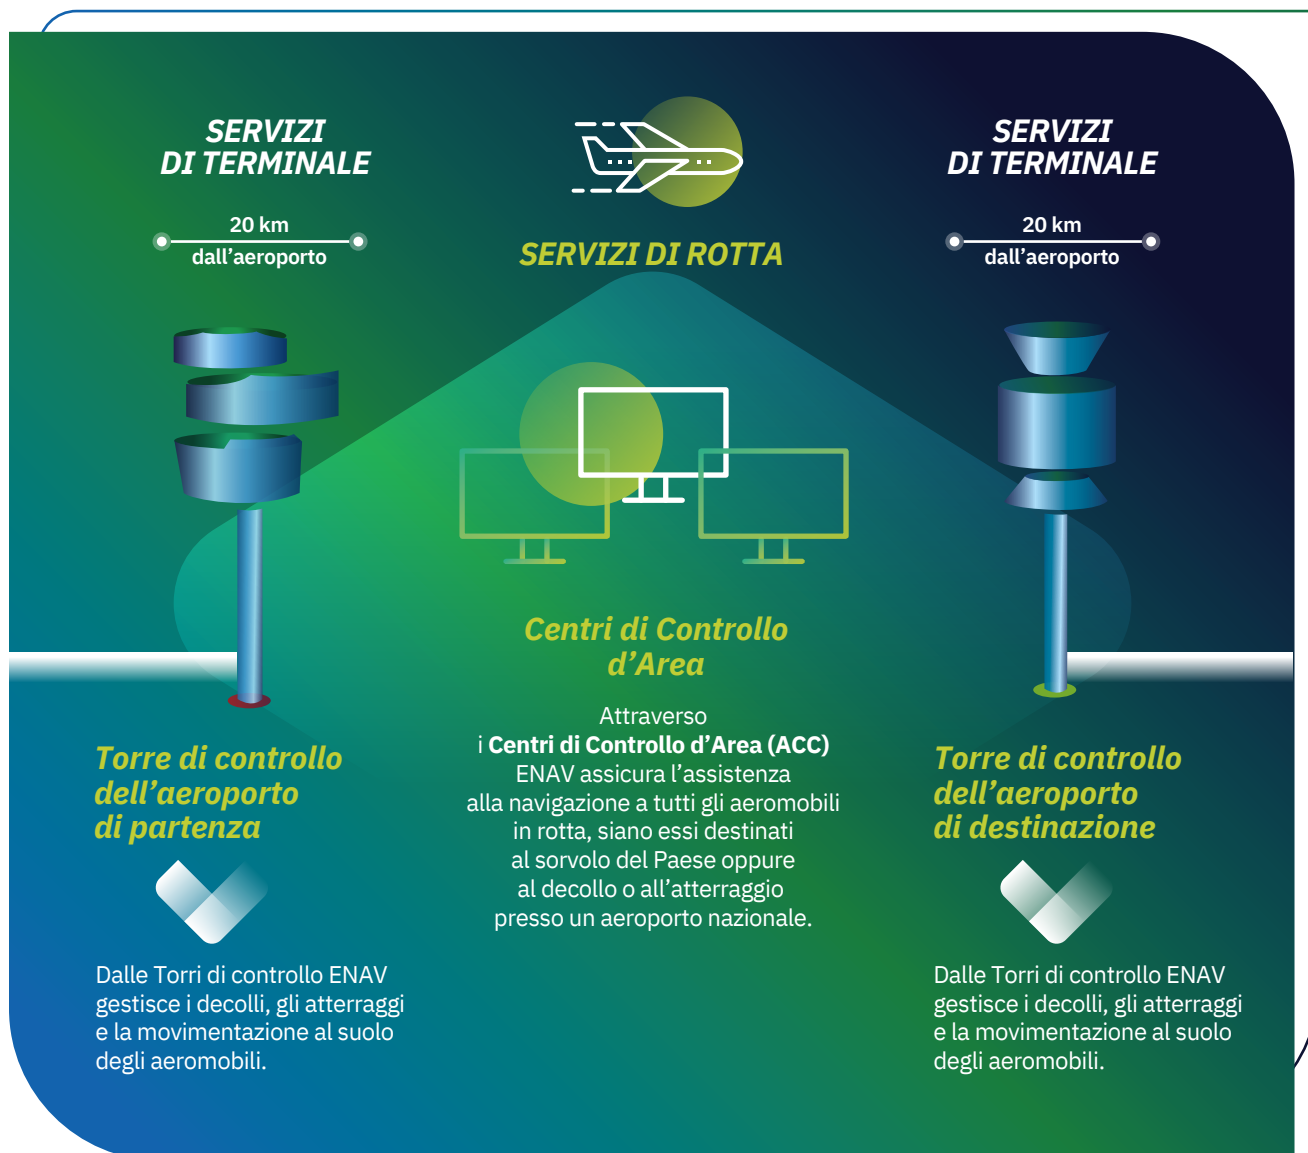 SERVIZI
DI TERMINALE
20 km
dall’aeroporto
SERVIZI DI ROTTA
SERVIZI
DI TERMINALE
20 km
dall’aeroporto
Centri di Controllo
d’Area
Attraverso
i Centri di Controllo d’Area (ACC)
ENAV assicura l’assistenza
alla navigazione a tutti gli aeromobili
in rotta, siano essi destinati
al sorvolo del Paese oppure
al decollo o all’atterraggio
presso un aeroporto nazionale.
Torre di controllo
dell’aeroporto
di partenza
Dalle Torri di controllo ENAV
gestisce i decolli, gli atterraggi
e la movimentazione al suolo
degli aeromobili.
Torre di controllo
dell’aeroporto
di destinazione
Dalle Torri di controllo ENAV
gestisce i decolli, gli atterraggi
e la movimentazione al suolo
degli aeromobili.